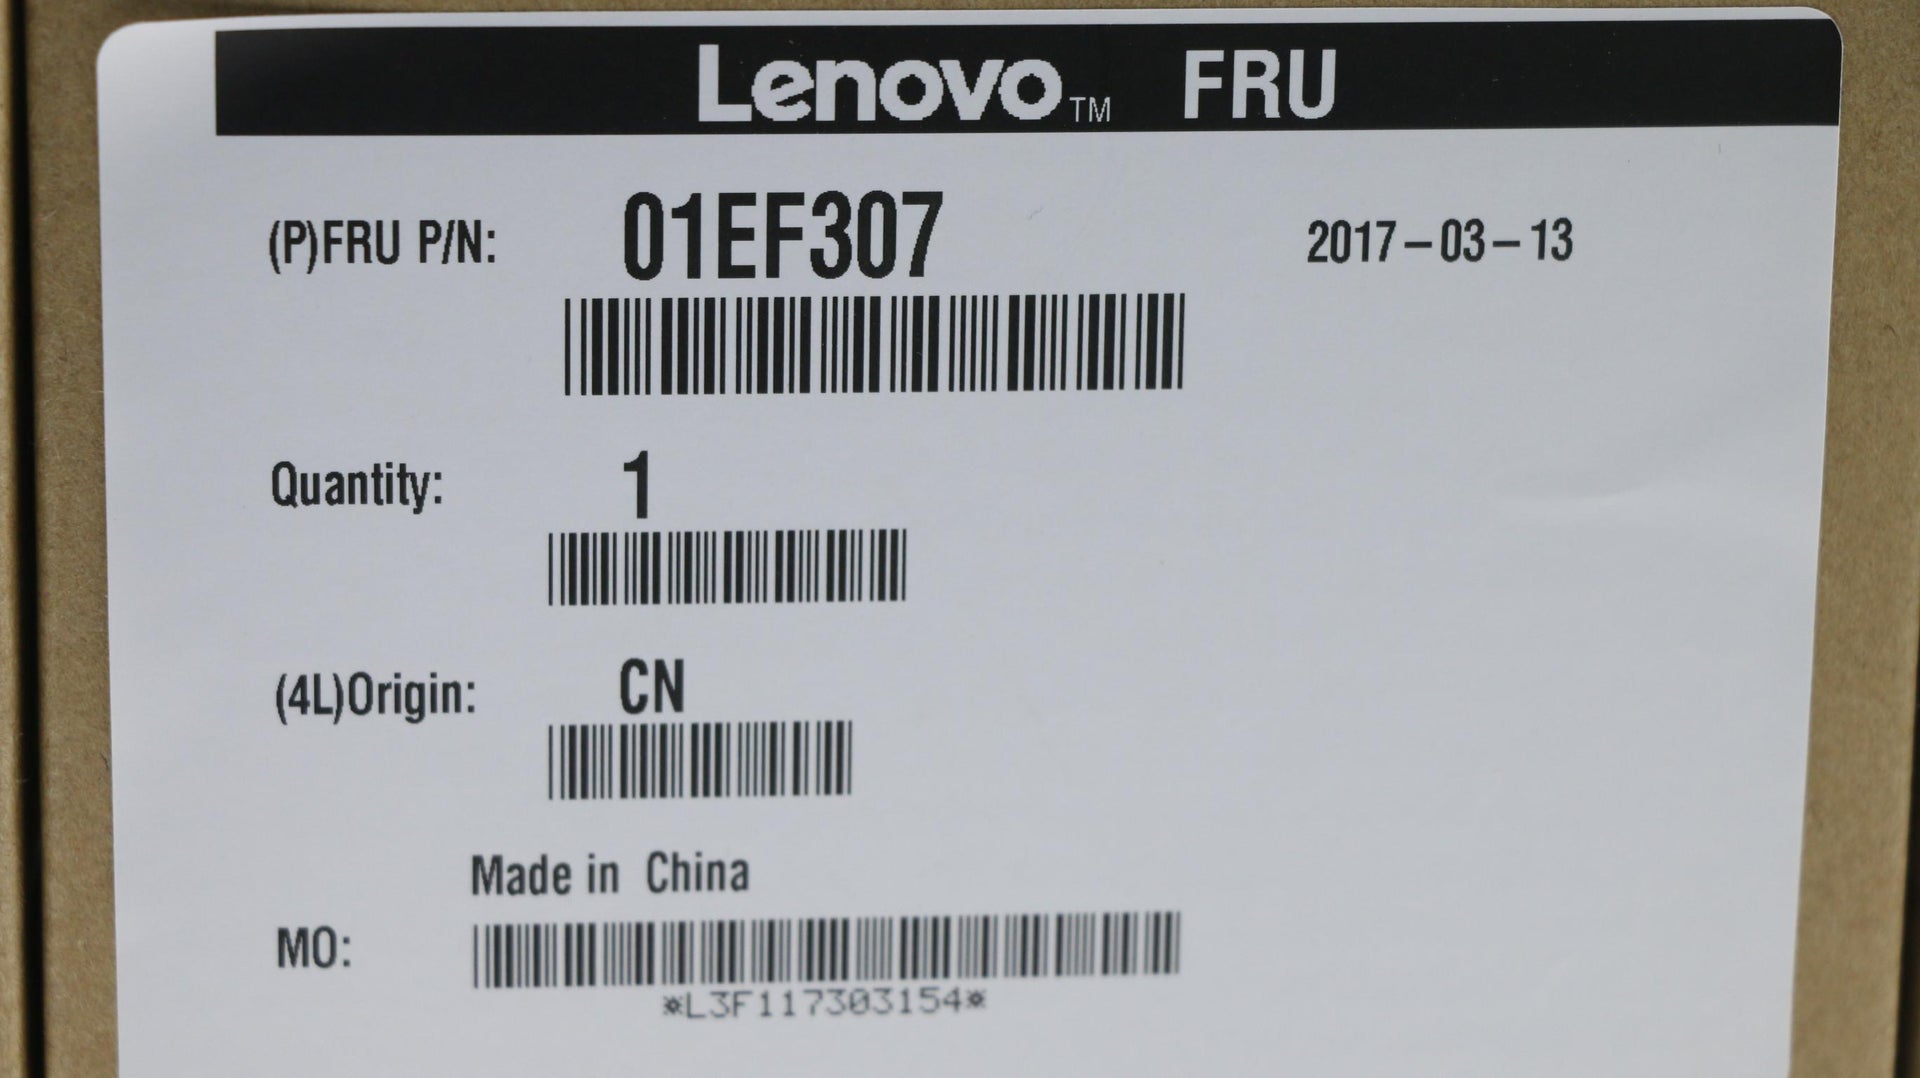 Lenovo™ FRU
(P)FRU P/N: 01EF307 2017-03-13
Quantity: 1
(4L)Origin: CN
Made in China
MO:
*L3F117303154*